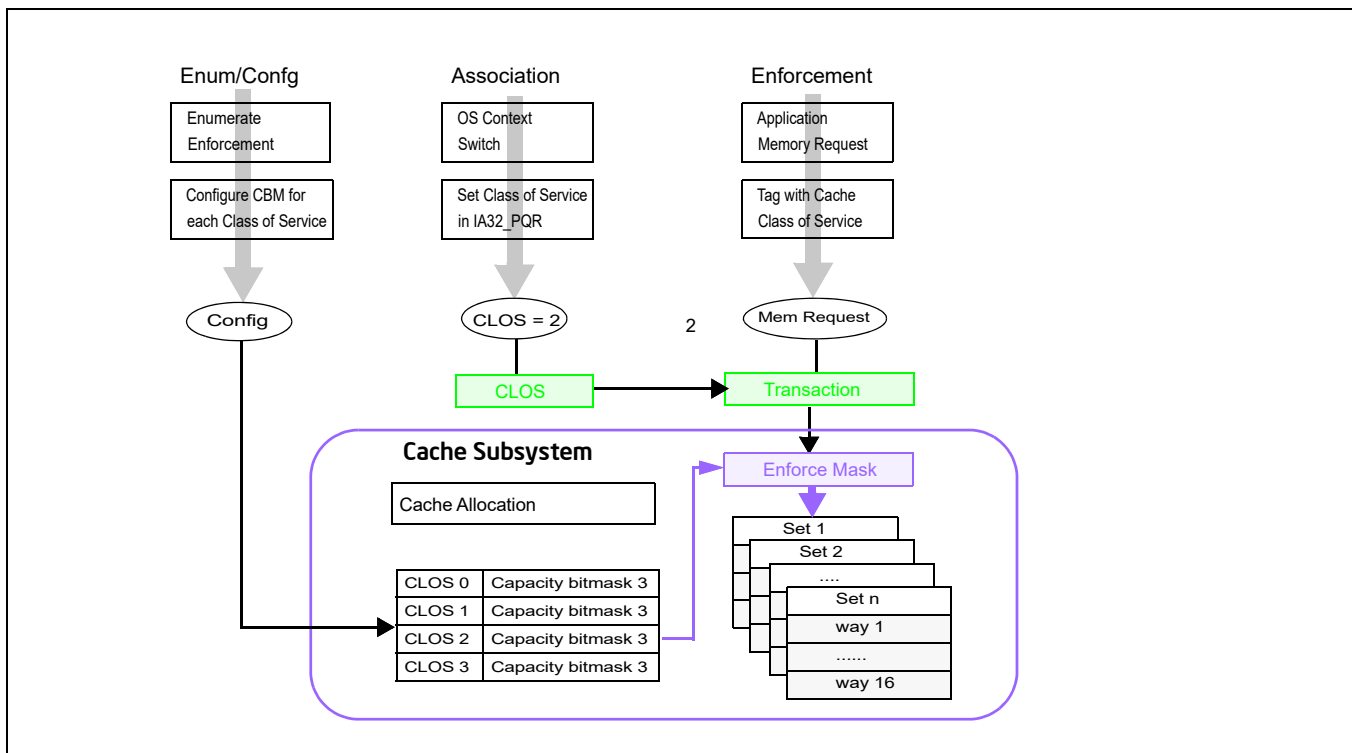 Enum/Confg
Association
Enforcement
Enumerate
Enforcement
OS Context
Switch
Application
Memory Request
Configure CBM for
each Class of Service
Set Class of Service
in IA32_PQR
Tag with Cache
Class of Service
Config
CLOS = 2
2
Mem Request
CLOS
Transaction
Cache Subsystem
Enforce Mask
Cache Allocation
Set 1
Set 2
....
Set n
way 1
......
way 16
CLOS 0 Capacity bitmask 3
CLOS 1 Capacity bitmask 3
CLOS 2 Capacity bitmask 3
CLOS 3 Capacity bitmask 3